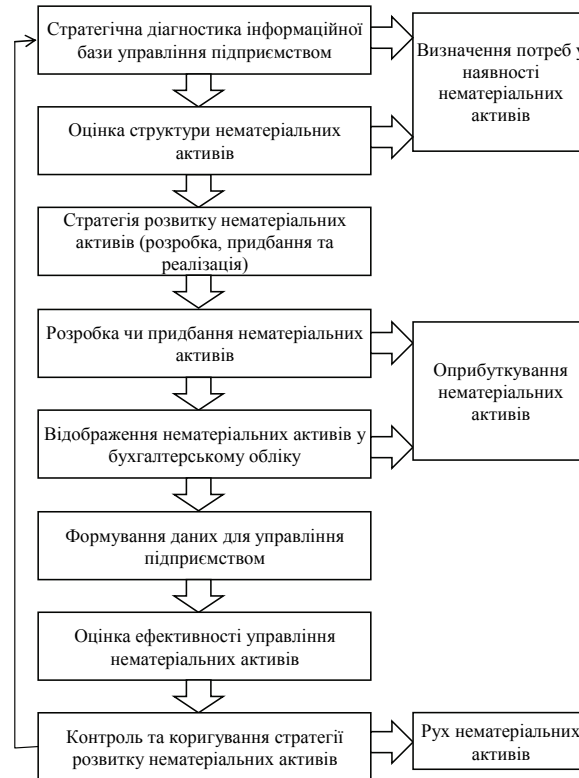 Стратегічна діагностика інформаційної
бази управління підприємством
Визначення потреб у
наявності
нематеріальних
активів
Оцінка структури нематеріальних
активів
Стратегія розвитку нематеріальних
активів (розробка, придбання та
реалізація)
Розробка чи придбання нематеріальних
активів
Оприбуткування
нематеріальних
активів
Відображення нематеріальних активів у
бухгалтерському обліку
Формування даних для управління
підприємством
Оцінка ефективності управління
нематеріальних активів
Контроль та коригування стратегії
розвитку нематеріальних активів
Рух нематеріальних
активів